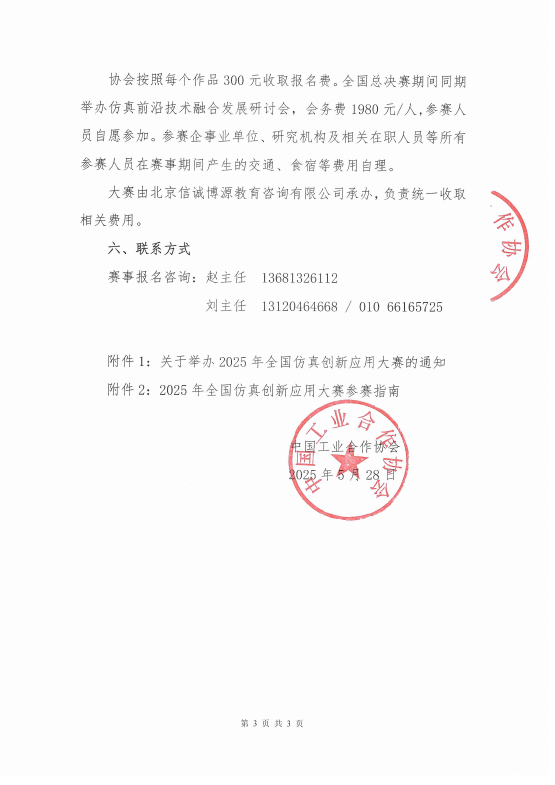 协会按照每个作品 300 元收取报名费。全国总决赛期间同期
举办仿真前沿技术融合发展研讨会，会务费 1980 元/人,参赛人
员自愿参加。参赛企事业单位、研究机构及相关在职人员等所有
参赛人员在赛事期间产生的交通、食宿等费用自理。
大赛由北京信诚博源教育咨询有限公司承办,负责统一收取
相关费用。
六、联系方式
赛事报名咨询：赵主任 13681326112
刘主任 13120464668 / 010 66165725
作协会
附件 1：关于举办 2025 年全国仿真创新应用大赛的通知
附件 2：2025 年全国仿真创新应用大赛参赛指南
中国工业合作协会
2025 年 5 月 28 日
中国工业合作协会
第 3 页 共 3 页